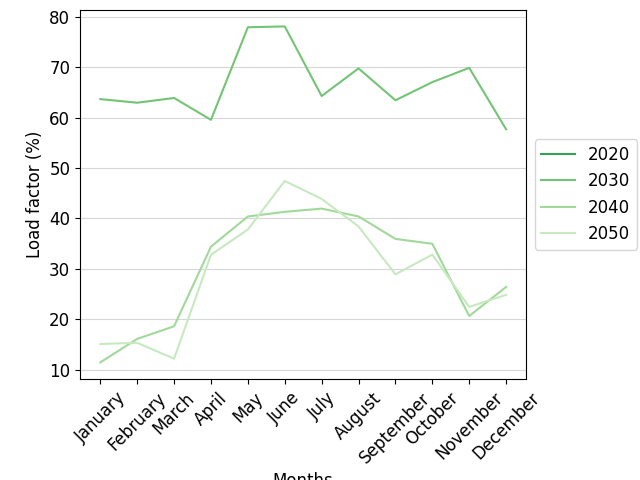 80
70
60
50
40
30
20
10
Load factor (%)
January
February
March
April
May
June
July
August
September
October
November
December
Months
2020
2030
2040
2050